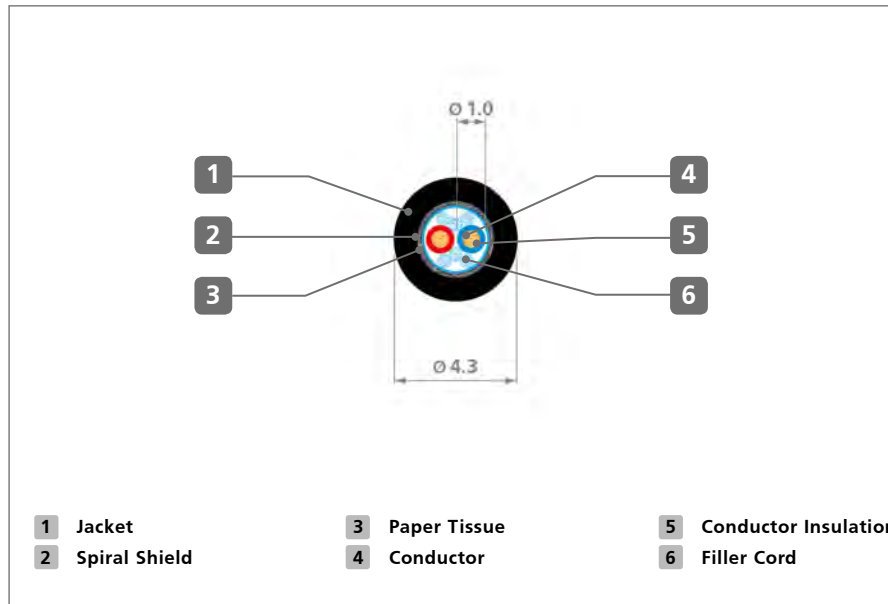 Ø 1.0
1
4
2
5
3
6
Ø 4.3
1 Jacket
2 Spiral Shield
3 Paper Tissue
4 Conductor
5 Conductor Insulation
6 Filler Cord